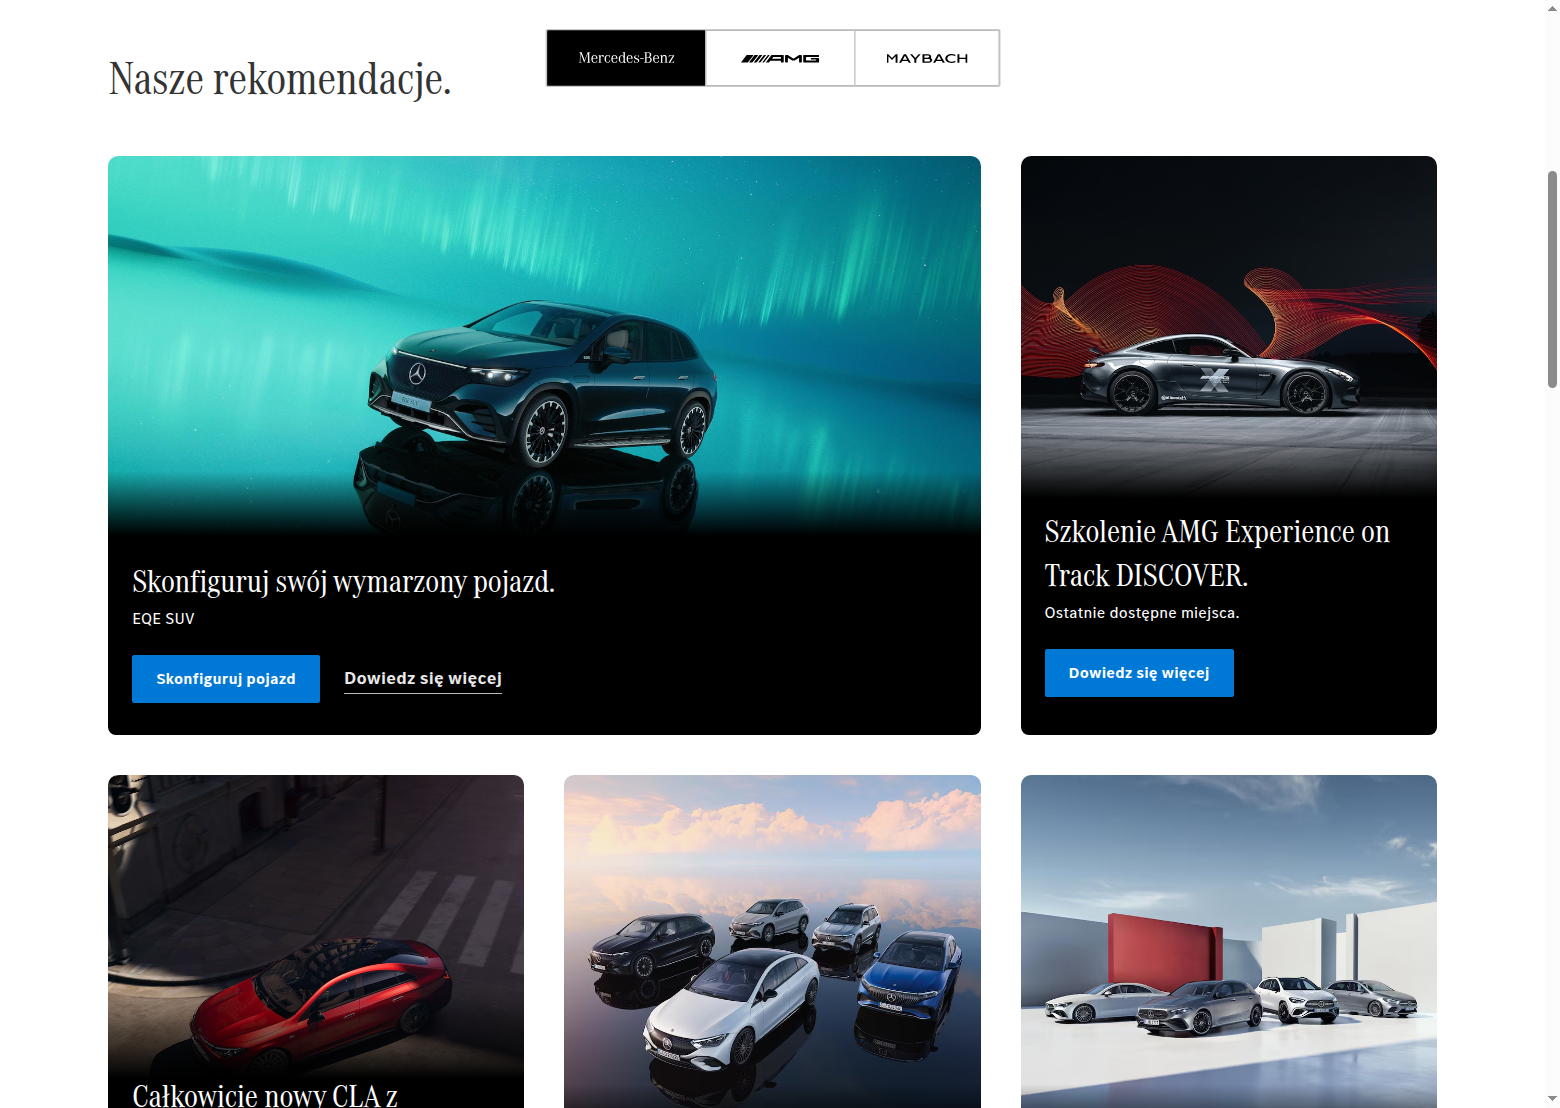 Nasze rekomendacje.
Mercedes-Benz
AMG
MAYBACH
Skonfiguruj swój wymarzony pojazd.
EQE SUV
Skonfiguruj pojazd
Dowiedz się więcej
Szkolenie AMG Experience on
Track DISCOVER.
Ostatnie dostępne miejsca.
Dowiedz się więcej
Całkowicie nowy CLA z